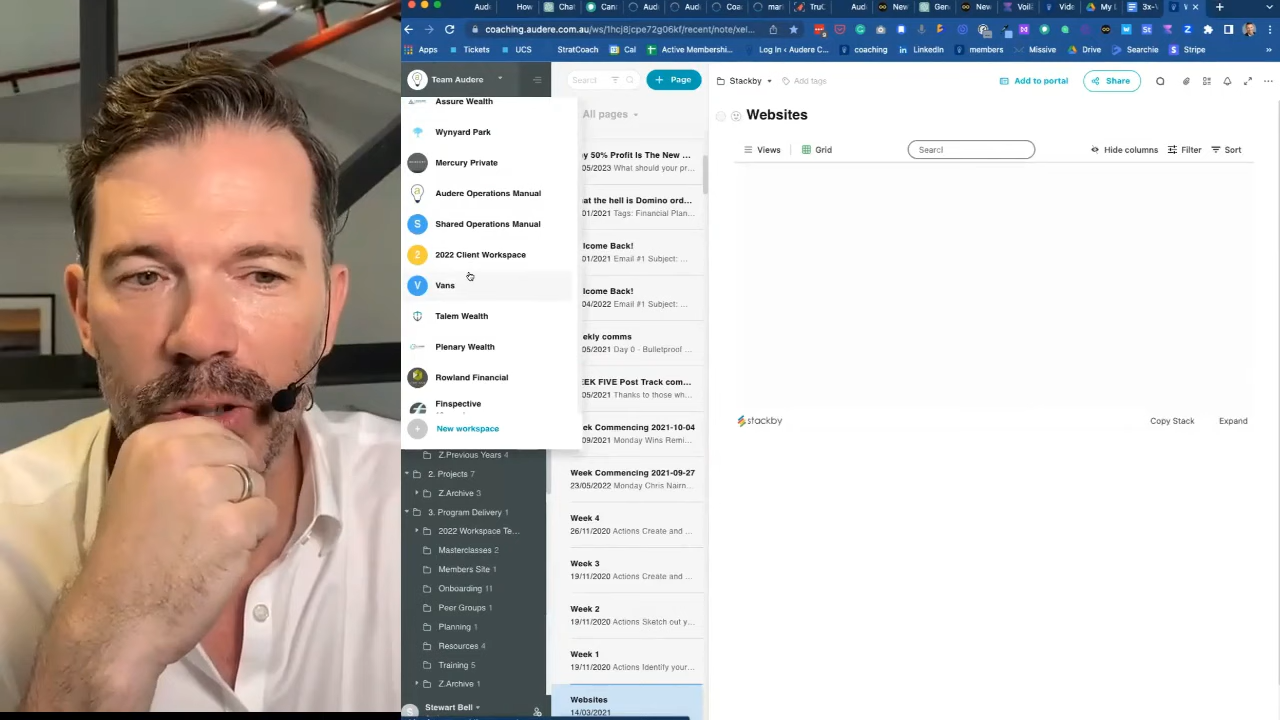 Aude
How
Cha
Con
Audi
Aud
Tru
Aud
New
Gen
New
Voil
Vide
My l
3x-
coaching.audere.com.au/ws/1hcj8jcpe72g06kf/recent/note/xel...
Apps
Tickets
UCS
StratCoach
Cal
Active Membershi...
Log In ‹ Audere C...
coaching
LinkedIn
members
Missive
Drive
Search
Stripe
Team Audere
Assure Wealth
Wynyard Park
Mercury Private
Audere Operations Manual
S Shared Operations Manual
Z 2022 Client Workspace
V Vans
Talem Wealth
Plenary Wealth
Rowland Financial
Finspective
+ New workspace
Z.Previous Years 4
2. Projects 7
Z.Archive 3
3. Program Delivery 1
2022 Workspace Te...
Masterclasses 2
Members Site 1
Onboarding 11
Peer Groups 1
Planning 1
Resources 4
Training 5
Z.Archive 1
S Stewart Bell
Search
+ Page
All pages
y 50% Profit Is The New ...
05/2023 What should your pr...
at the hell is Domino ord...
01/2021 Tags: Financial Plan...
lcome Back!
01/2021 Email #1 Subject: ...
lcome Back!
04/2022 Email #1 Subject: ...
ekly comms
05/2021 Day 0 - Bulletproof ...
EEK FIVE Post Track com...
05/2021 Thanks to those wh...
ek Commencing 2021-10-04
09/2021 Monday Wins Remi...
Week Commencing 2021-09-27
23/05/2022 Monday Chris Nairn...
Week 4
26/11/2020 Actions Create and ...
Week 3
19/11/2020 Actions Create and ...
Week 2
19/11/2020 Actions Sketch out y...
Week 1
19/11/2020 Actions Identify your...
Websites
14/03/2021
Stackby
Add tags
Add to portal
Share
Websites
Views
Grid
Searcl
Hide columns
Filter
Sort
stackby
Copy Stack
Expand